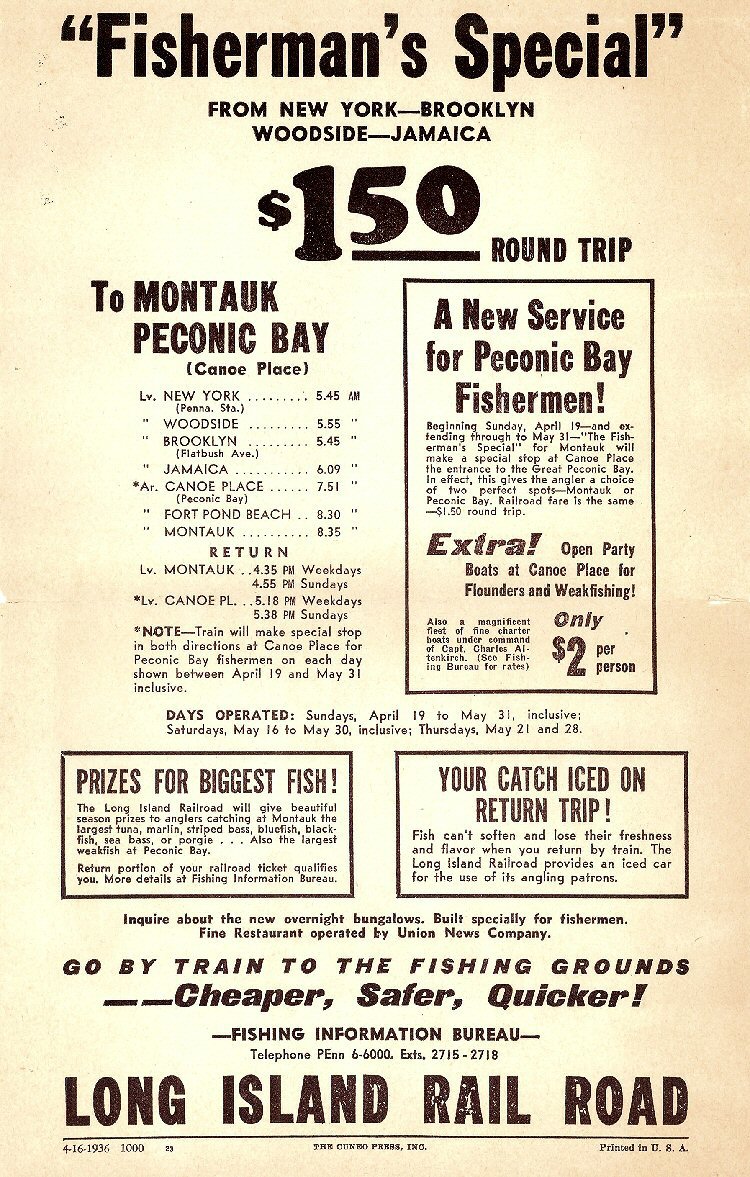 “Fisherman’s Special”
FROM NEW YORK—BROOKLYN
WOODSIDE—JAMAICA
$1.50 ROUND TRIP
To MONTAUK
PECONIC BAY
(Canoe Place)
Lv. NEW YORK ........ 5.45 AM
(Penna. Sta.)
" WOODSIDE ......... 5.55 "
" BROOKLYN ......... 5.45 "
(Flatbush Ave.)
" JAMAICA ........... 6.09 "
*Ar. CANOE PLACE ...... 7.51 "
(Peconic Bay)
" FORT POND BEACH .. 8.30 "
" MONTAUK .......... 8.35 "
RETURN
Lv. MONTAUK ..4.35 PM Weekdays
4.55 PM Sundays
*Lv. CANOE PL. ..5.18 PM Weekdays
5.38 PM Sundays
*NOTE—Train will make special stop
in both directions at Canoe Place for
Peconic Bay fishermen on each day
shown between April 19 and May 31
inclusive.
A New Service
for Peconic Bay
Fishermen!
Beginning Sunday, April 19—and ex-
tending through to May 31—"The Fish-
erman's Special" for Montauk will
make a special stop at Canoe Place
the entrance to the Great Peconic Bay.
In effect, this gives the angler a choice
of two perfect spots—Montauk or
Peconic Bay. Railroad fare is the same
—$1.50 round trip.
Extra! Open Party
Boats at Canoe Place for
Flounders and Weakfishing!
Also a magnificent
fleet of fine charter
boats under command
of Capt. Charles Al-
tenkirch. (See Fish-
ing Bureau for rates)
Only
$2 per
person
DAYS OPERATED: Sundays, April 19 to May 31, inclusive;
Saturdays, May 16 to May 30, inclusive; Thursdays, May 21 and 28.
PRIZES FOR BIGGEST FISH!
The Long Island Railroad will give beautiful
season prizes to anglers catching at Montauk the
largest tuna, marlin, striped bass, bluefish, black-
fish, sea bass, or porgie . . . Also the largest
weakfish at Peconic Bay.
Return portion of your railroad ticket qualifies
you. More details at Fishing Information Bureau.
YOUR CATCH ICED ON
RETURN TRIP!
Fish can't soften and lose their freshness
and flavor when you return by train. The
Long Island Railroad provides an iced car
for the use of its angling patrons.
Inquire about the new overnight bungalows. Built specially for fishermen.
Fine Restaurant operated by Union News Company.
GO BY TRAIN TO THE FISHING GROUNDS
——Cheaper, Safer, Quicker!
—FISHING INFORMATION BUREAU—
Telephone PEnn 6-6000. Exts. 2715-2718
LONG ISLAND RAIL ROAD
4-16-1936 1000 23 THE CUNEO PRESS, INC. Printed in U. S. A.